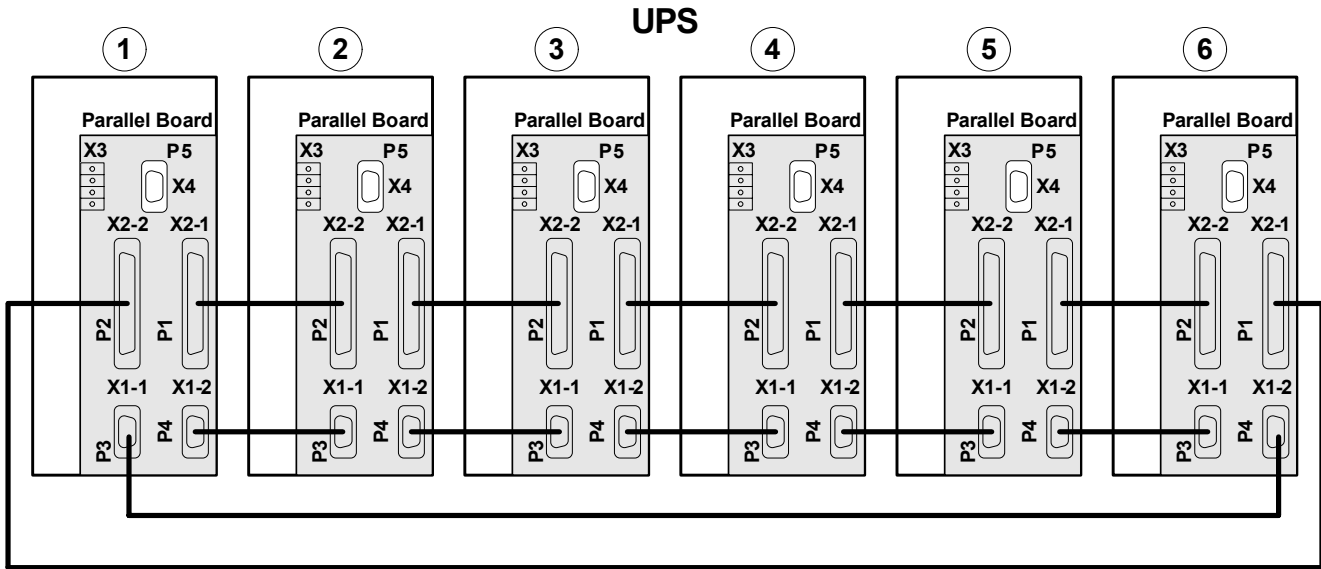 UPS
1 2 3 4 5 6
Parallel Board Parallel Board Parallel Board Parallel Board Parallel Board Parallel Board
X3 P5 X3 P5 X3 P5 X3 P5 X3 P5 X3 P5
X4 X4 X4 X4 X4 X4
X2-2 X2-1 X2-2 X2-1 X2-2 X2-1 X2-2 X2-1 X2-2 X2-1 X2-2 X2-1
P2 P1 P2 P1 P2 P1 P2 P1 P2 P1 P2 P1
X1-1 X1-2 X1-1 X1-2 X1-1 X1-2 X1-1 X1-2 X1-1 X1-2 X1-1 X1-2
P3 P4 P3 P4 P3 P4 P3 P4 P3 P4 P3 P4